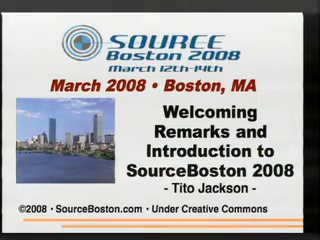 SOURCE
Boston 2008
March 12th-14th
March 2008 • Boston, MA
Welcoming
Remarks and
Introduction to
SourceBoston 2008
- Tito Jackson -
©2008 • SourceBoston.com • Under Creative Commons